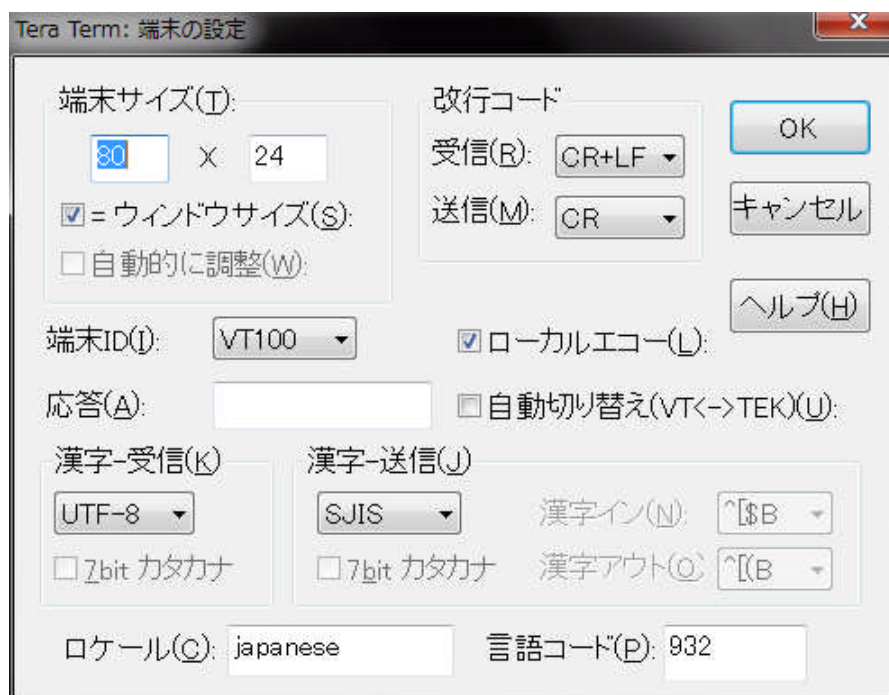 Tera Term: 端末の設定
端末サイズ(T):
80 X 24
= ウィンドウサイズ(S):
自動的に調整(W):
改行コード
受信(R): CR+LF
送信(M): CR
OK
キャンセル
ヘルプ(H)
端末ID(I): VT100
ローカルエコー(L):
応答(A):
自動切り替え(VT<->TEK)(U):
漢字-受信(K)
UTF-8
7bit カタカナ
漢字-送信(J)
SJIS
7bit カタカナ
漢字イン(N): ^[$B
漢字アウト(O) ^[(B
ロケール(C): japanese
言語コード(P): 932